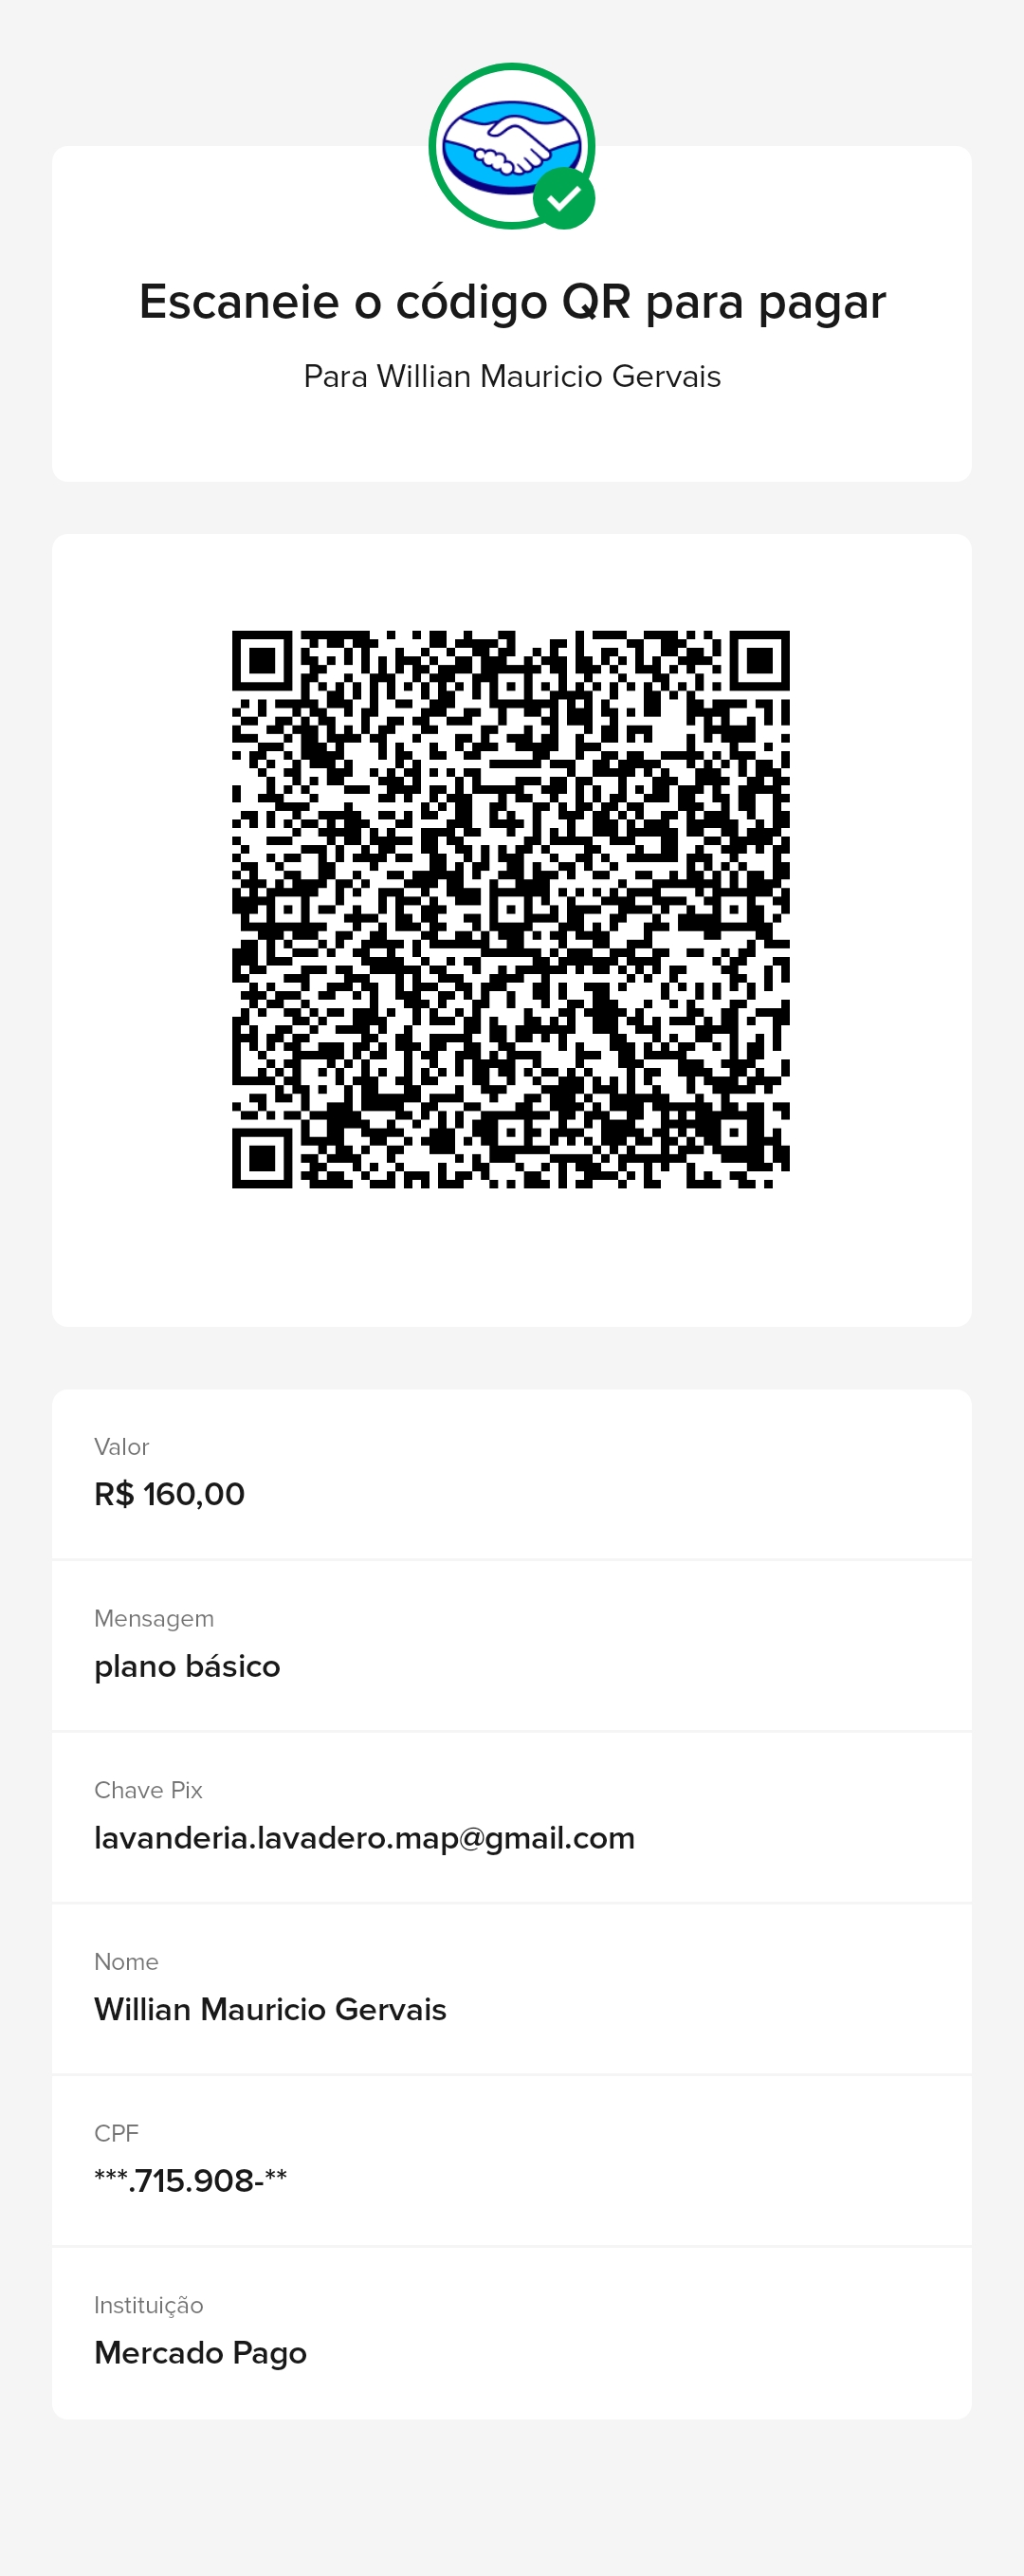 Escaneie o código QR para pagar
Para Willian Mauricio Gervais
Valor
R$ 160,00
Mensagem
plano básico
Chave Pix
lavanderia.lavadero.map@gmail.com
Nome
Willian Mauricio Gervais
CPF
***.715.908-**
Instituição
Mercado Pago